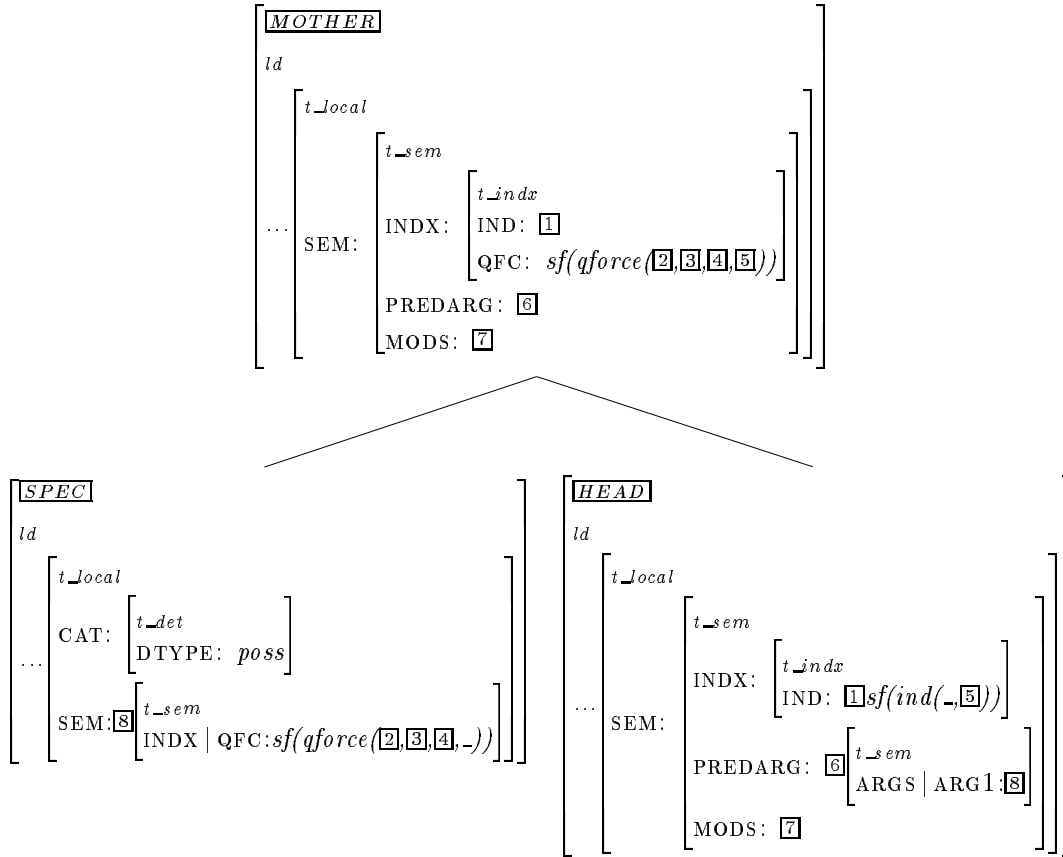 MOTHER
ld
t_local
t_sem
t_indx
INDX: IND: 1
... SEM: QFC: sf(qforce(2,3,4,5))
PREDARG: 6
MODS: 7
SPEC
ld
t_local
t_det
CAT: DTYPE: poss
...
t_sem
SEM:8 INDX | QFC:sf(qforce(2,3,4,_))
HEAD
ld
t_local
t_sem
t_indx
INDX: IND: 1sf(ind(_,5))
... SEM:
t_sem
PREDARG: 6 ARGS | ARG1:8
MODS: 7